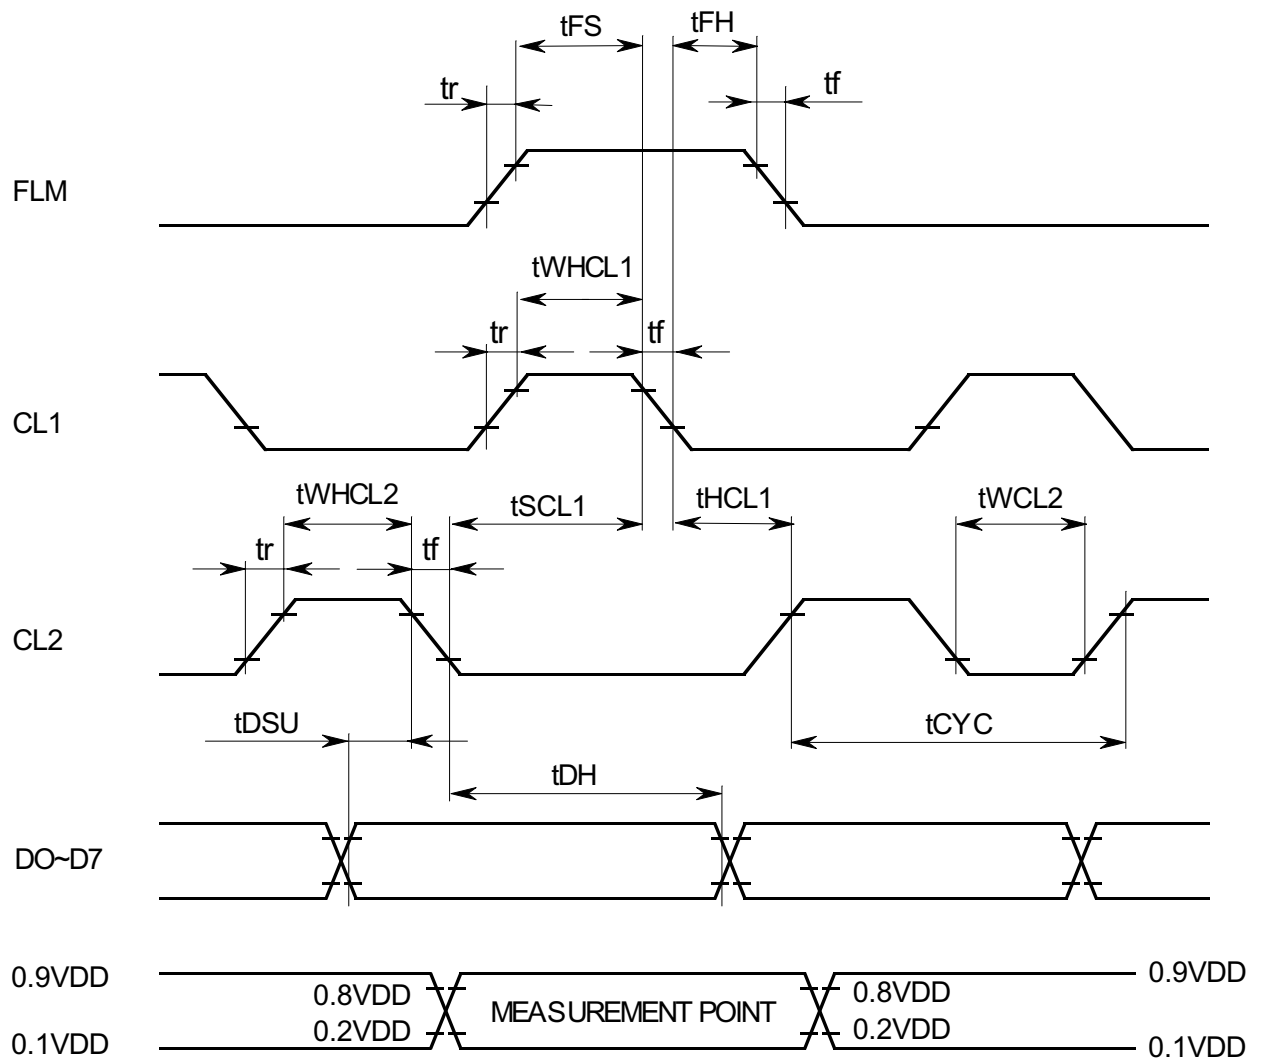 tFS tFH
tr tf
FLM
tWHCL1
tr tf
CL1
tWHCL2 tSCL1 tHCL1 tWCL2
tr tf
CL2
tDSU tCYC
tDH
DO~D7
0.9VDD 0.8VDD MEASUREMENT POINT 0.8VDD 0.9VDD
0.1VDD 0.2VDD 0.2VDD 0.1VDD